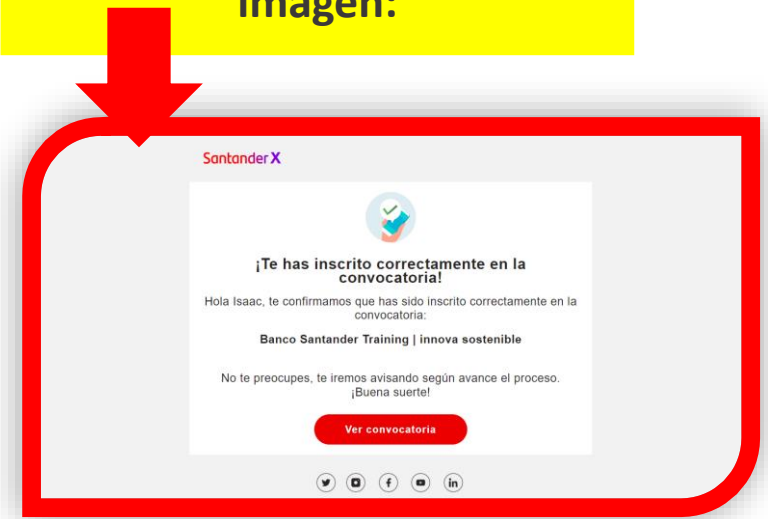 imagen:
Santander X
¡Te has inscrito correctamente en la
convocatoria!
Hola Isaac, te confirmamos que has sido inscrito correctamente en la
convocatoria:
Banco Santander Training | innova sostenible
No te preocupes, te iremos avisando según avance el proceso.
¡Buena suerte!
Ver convocatoria